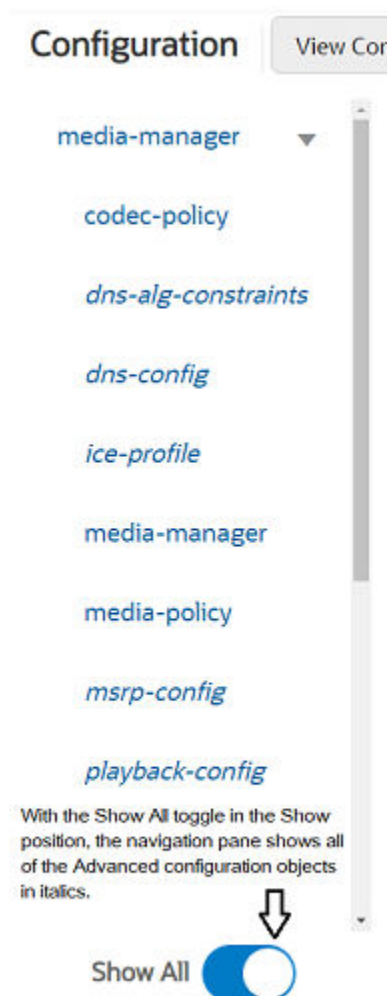 Configuration
View Con
media-manager
codec-policy
dns-alg-constraints
dns-config
ice-profile
media-manager
media-policy
msrp-config
playback-config
With the Show All toggle in the Show
position, the navigation pane shows all
of the Advanced configuration objects
in italics.
Show All